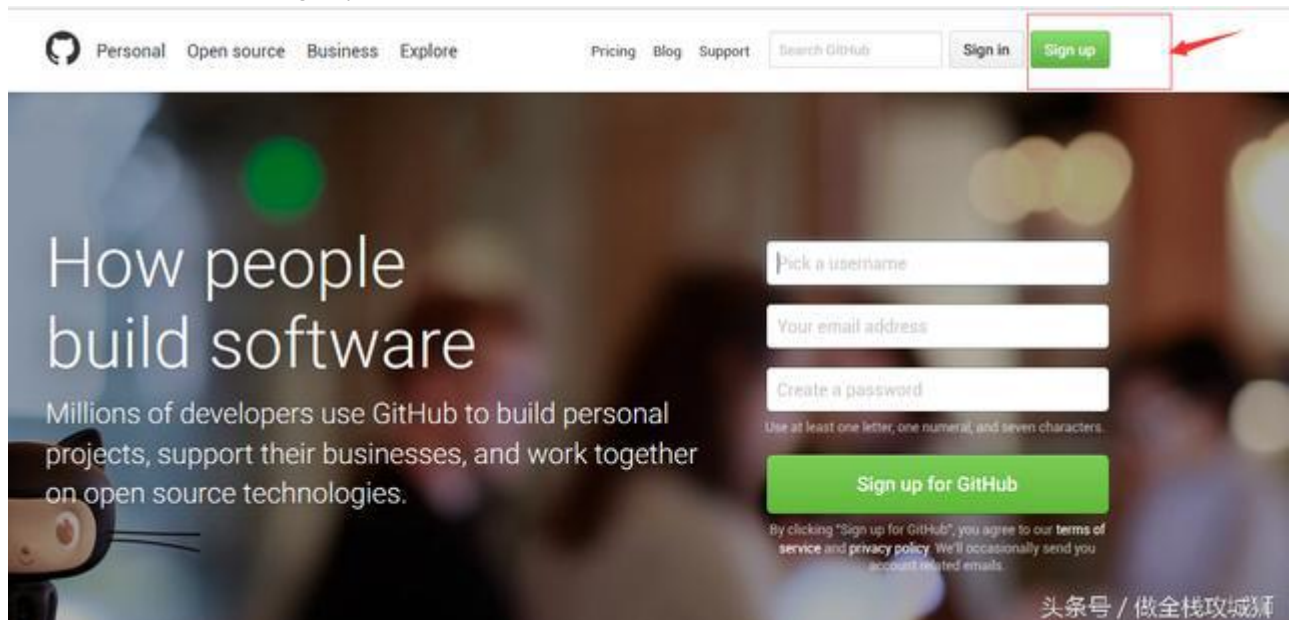 Personal Open source Business Explore Pricing Blog Support Search GitHub Sign in Sign up
How people
build software
Millions of developers use GitHub to build personal
projects, support their businesses, and work together
on open source technologies.
Pick a username
Your email address
Create a password
Use at least one letter, one numeral, and seven characters.
Sign up for GitHub
By clicking "Sign up for GitHub", you agree to our terms of
service and privacy policy. We'll occasionally send you
account related emails.
头条号 / 做全栈攻城狮